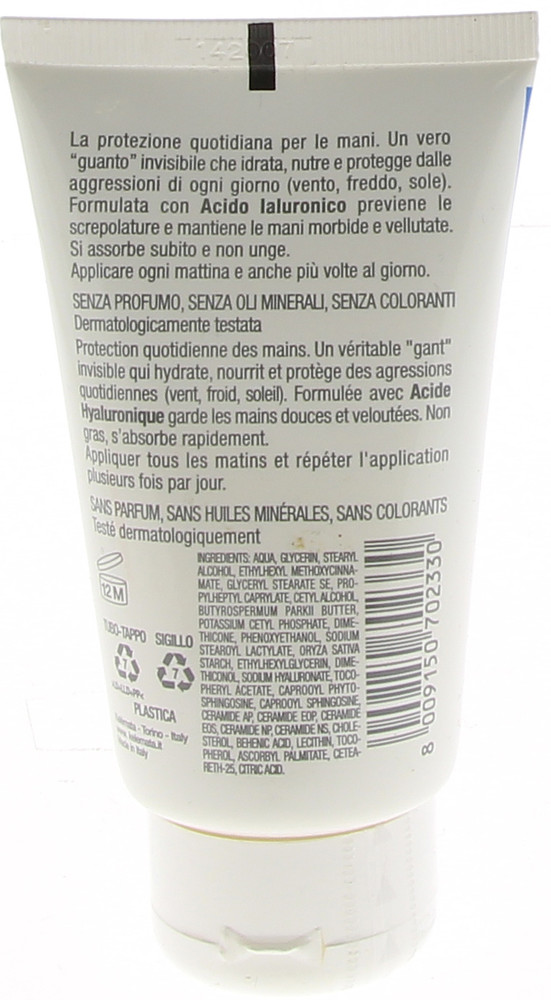 La protezione quotidiana per le mani. Un vero
"guanto" invisibile che idrata, nutre e protegge dalle
aggressioni di ogni giorno (vento, freddo, sole).
Formulata con Acido Ialuronico previene le
screpolature e mantiene le mani morbide e vellutate.
Si assorbe subito e non unge.
Applicare ogni mattina e anche più volte al giorno.
SENZA PROFUMO, SENZA OLI MINERALI, SENZA COLORANTI
Dermatologicamente testata
Protection quotidienne des mains. Un véritable "gant"
invisible qui hydrate, nourrit et protège des agressions
quotidiennes (vent, froid, soleil). Formulée avec Acide
Hyaluronique garde les mains douces et veloutées. Non
gras, s'absorbe rapidement.
Appliquer tous les matins et répéter l'application
plusieurs fois par jour.
SANS PARFUM, SANS HUILES MINÉRALES, SANS COLORANTS
Testé dermatologiquement
12 M
TUBO-TAPPO SIGILLO
7 7
PLASTICA
- Torino - Italy
www.kelemata.it
Made in Italy
INGREDIENTS: AQUA, GLYCERIN, STEARYL
ALCOHOL, ETHYLHEXYL METHOXYCINNA-
MATE, GLYCERYL STEARATE SE, PRO-
PYLHEPTYL CAPRYLATE, CETYL ALCOHOL,
BUTYROSPERMUM PARKII BUTTER,
POTASSIUM CETYL PHOSPHATE, DIME-
THICONE, PHENOXYETHANOL, SODIUM
STEAROYL LACTYLATE, ORYZA SATIVA
STARCH, ETHYLHEXYLGLYCERIN, DIME-
THICONOL, SODIUM HYALURONATE, TOCO-
PHERYL ACETATE, CAPROOYL PHYTO-
SPHINGOSINE, CAPROOYL SPHINGOSINE,
CERAMIDE AP, CERAMIDE EOP, CERAMIDE
EOS, CERAMIDE NP, CERAMIDE NS, CHOLE-
STEROL, BEHENIC ACID, LECITHIN, TOCO-
PHEROL, ASCORBYL PALMITATE, CETEA-
RETH-25, CITRIC ACID.
8 009150 702330